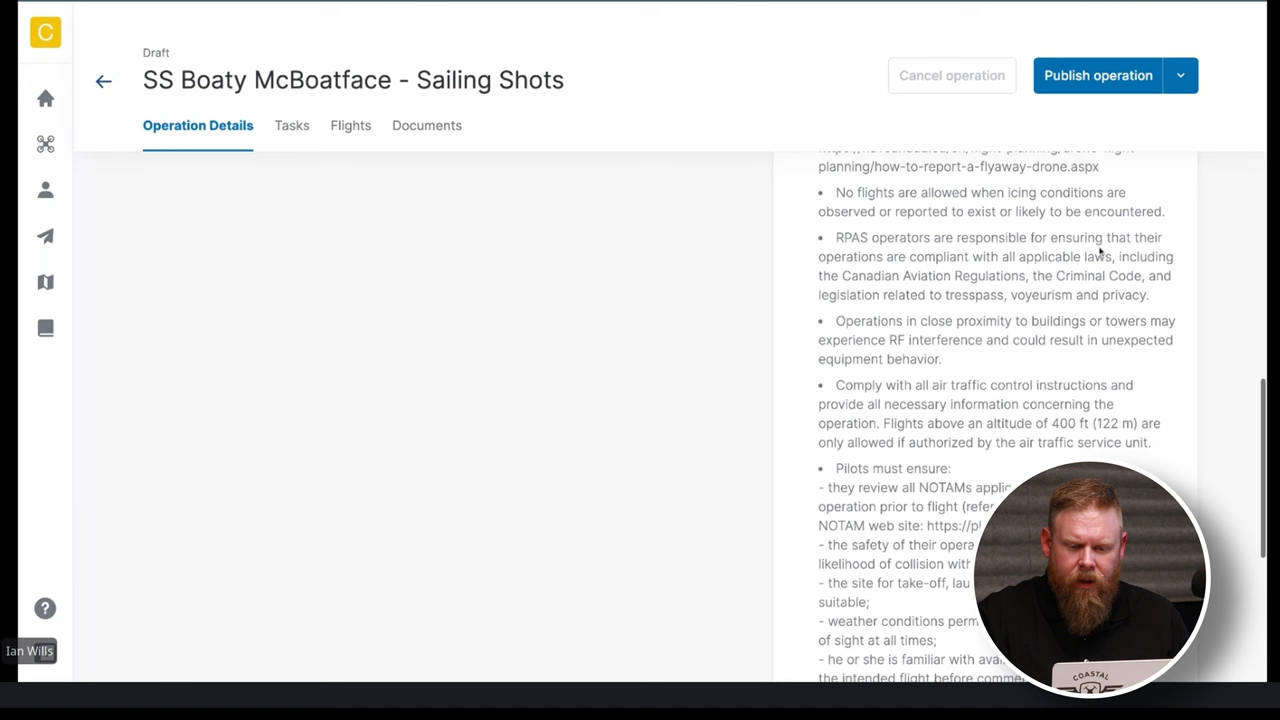 C
Draft
SS Boaty McBoatface - Sailing Shots
Cancel operation
Publish operation
Operation Details
Tasks
Flights
Documents
planning/how-to-report-a-flyaway-drone.aspx
• No flights are allowed when icing conditions are
observed or reported to exist or likely to be encountered.
• RPAS operators are responsible for ensuring that their
operations are compliant with all applicable laws, including
the Canadian Aviation Regulations, the Criminal Code, and
legislation related to tresspass, voyeurism and privacy.
• Operations in close proximity to buildings or towers may
experience RF interference and could result in unexpected
equipment behavior.
• Comply with all air traffic control instructions and
provide all necessary information concerning the
operation. Flights above an altitude of 400 ft (122 m) are
only allowed if authorized by the air traffic service unit.
• Pilots must ensure:
- they review all NOTAMs applic
operation prior to flight (refer
NOTAM web site: https://pl
- the safety of their opera
likelihood of collision with
- the site for take-off, lau
suitable;
- weather conditions perm
of sight at all times;
- he or she is familiar with avai
the intended flight before comme
?
Ian Wills
COASTAL